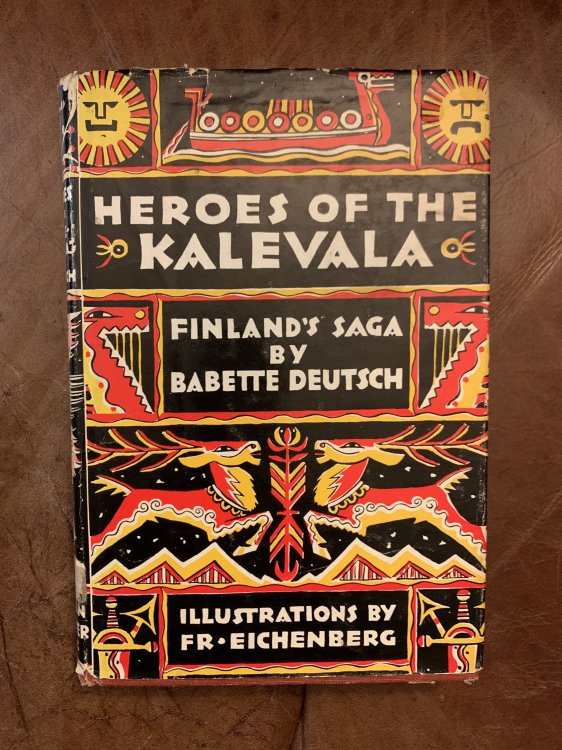 HEROES OF THE
KALEVALA
FINLAND'S SAGA
BY
BABETTE DEUTSCH
ILLUSTRATIONS BY
FR·EICHENBERG